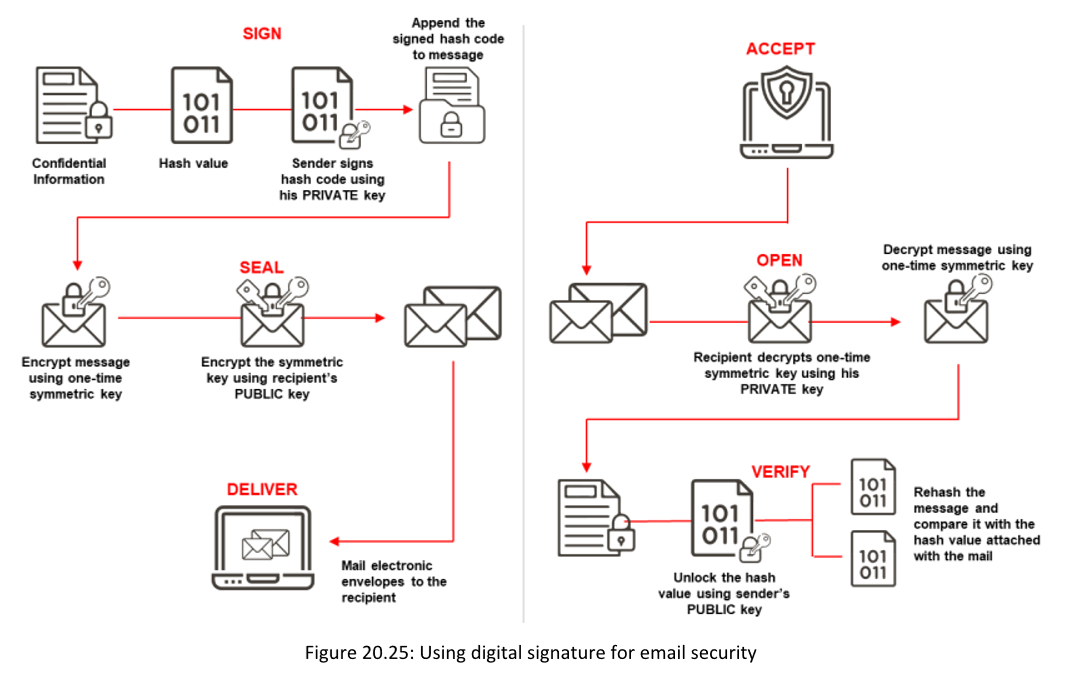 SIGN
Append the
signed hash code
to message
101
011
101
011
Confidential
Information
Hash value
Sender signs
hash code using
his PRIVATE key
SEAL
Encrypt message
using one-time
symmetric key
Encrypt the symmetric
key using recipient's
PUBLIC key
DELIVER
Mail electronic
envelopes to the
recipient
ACCEPT
OPEN
Decrypt message using
one-time symmetric key
Recipient decrypts one-time
symmetric key using his
PRIVATE key
VERIFY
101
011
101
011
101
011
Rehash the
message and
compare it with the
hash value attached
with the mail
Unlock the hash
value using sender's
PUBLIC key
Figure 20.25: Using digital signature for email security